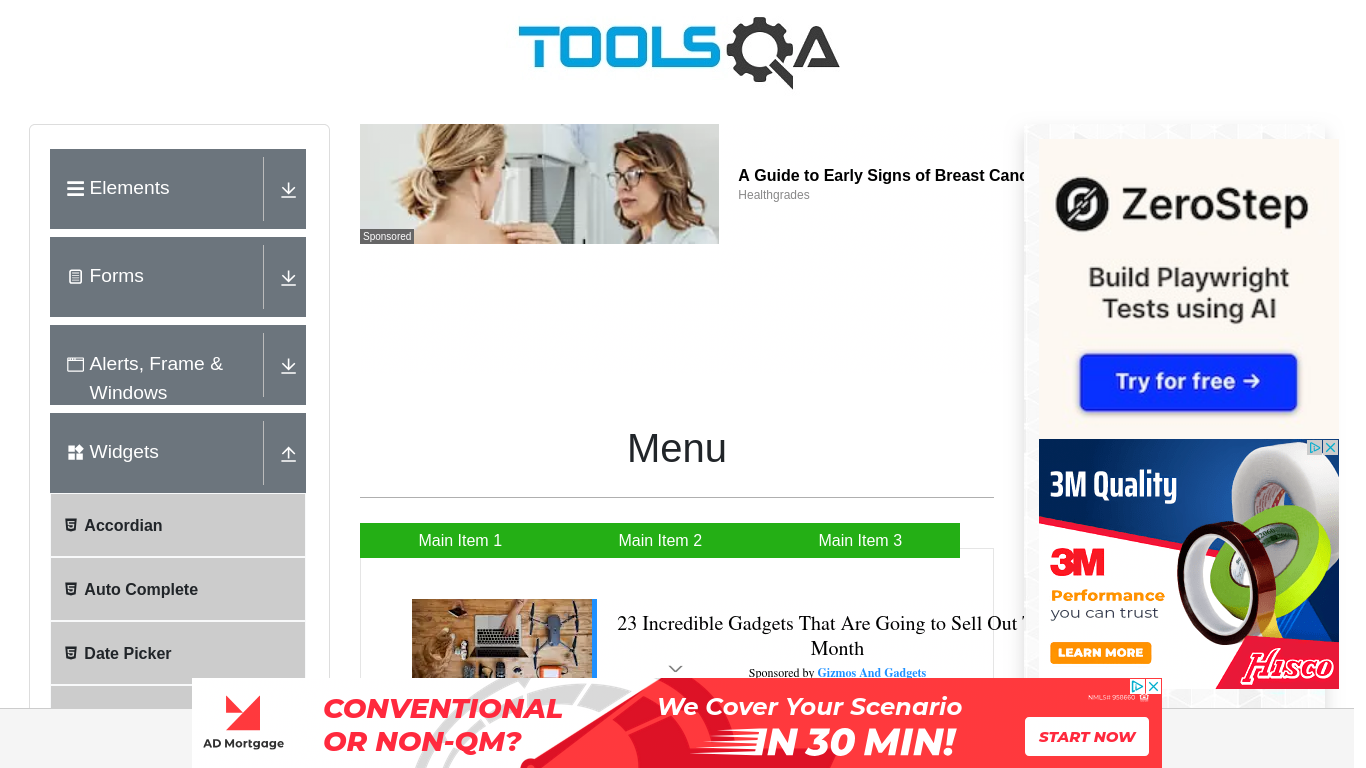 TOOLSQA
Elements
Forms
Alerts, Frame &
Windows
Widgets
Accordian
Auto Complete
Date Picker
Sponsored
A Guide to Early Signs of Breast Canc
Healthgrades
Menu
Main Item 1
Main Item 2
Main Item 3
23 Incredible Gadgets That Are Going to Sell Out
Month
Sponsored by Gizmos And Gadgets
ZeroStep
Build Playwright
Tests using AI
Try for free →
3M Quality
3M
Performance
you can trust
LEARN MORE
HISCO
AD Mortgage
CONVENTIONAL
OR NON-QM?
We Cover Your Scenario
IN 30 MIN!
NMLS# 958660
START NOW